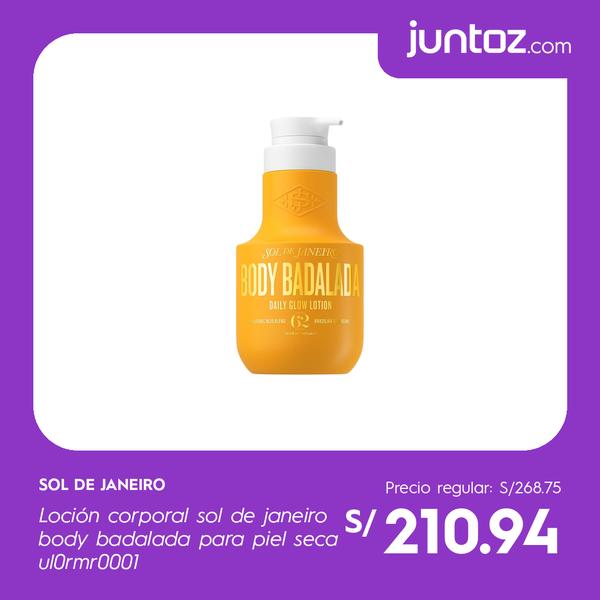 juntoz.com
SOL DE JANEIRO
BODY BADALADA
DAILY GLOW LOTION
62
SOL DE JANEIRO
Precio regular: S/268.75
Loción corporal sol de janeiro
body badalada para piel seca
ul0rmr0001
S/210.94